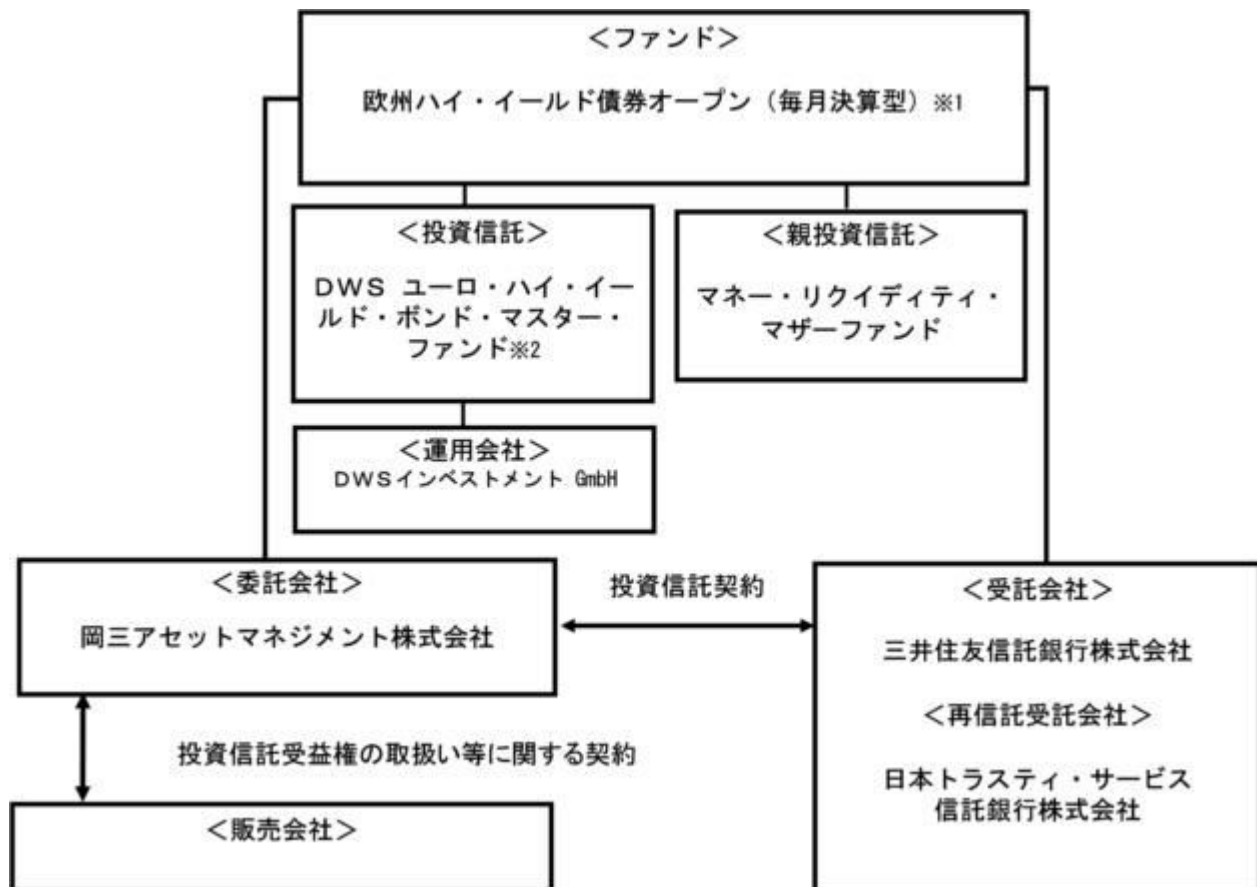 ＜ファンド＞
欧州ハイ・イールド債券オープン（毎月決算型）※1
＜投資信託＞
ＤＷＳ ユーロ・ハイ・イー
ルド・ボンド・マスター・
ファンド※2
＜親投資信託＞
マネー・リクイディティ・
マザーファンド
＜運用会社＞
ＤＷＳインベストメント GmbH
＜委託会社＞
岡三アセットマネジメント株式会社
投資信託契約
＜受託会社＞
三井住友信託銀行株式会社
＜再信託受託会社＞
日本トラスティ・サービス
信託銀行株式会社
投資信託受益権の取扱い等に関する契約
＜販売会社＞